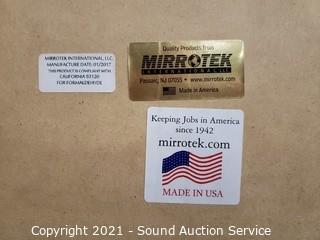 MIRROTEK INTERNATIONAL, LLC
MANUFACTURE DATE: 01/2017
THIS PRODUCT IS COMPLIANT WITH
CALIFORNIA 93120
FOR FORMALDEHYDE
Quality Products From
MIRROTEK
INTERNATIONAL LLC
Passaic, NJ 07055 • www.mirrotek.com
Made in America
Keeping Jobs in America
since 1942
mirrotek.com
MADE IN USA
Copyright 2021 - Sound Auction Service